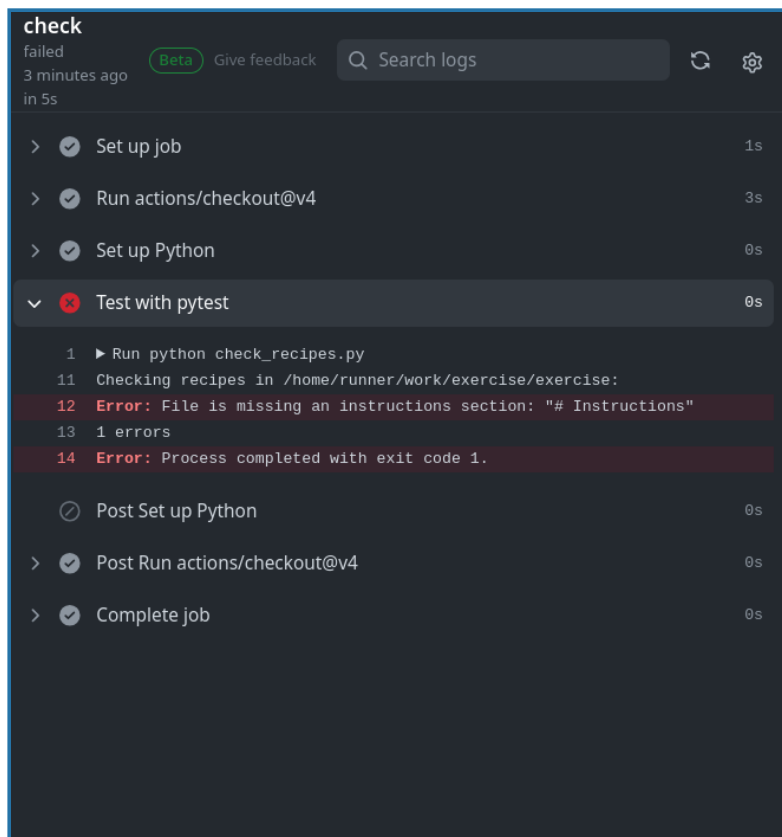 check
failed
3 minutes ago
in 5s
Beta Give feedback
Search logs
Set up job 1s
Run actions/checkout@v4 3s
Set up Python 0s
Test with pytest 0s
1 Run python check_recipes.py
11 Checking recipes in /home/runner/work/exercise/exercise:
12 Error: File is missing an instructions section: "# Instructions"
13 1 errors
14 Error: Process completed with exit code 1.
Post Set up Python 0s
Post Run actions/checkout@v4 0s
Complete job 0s